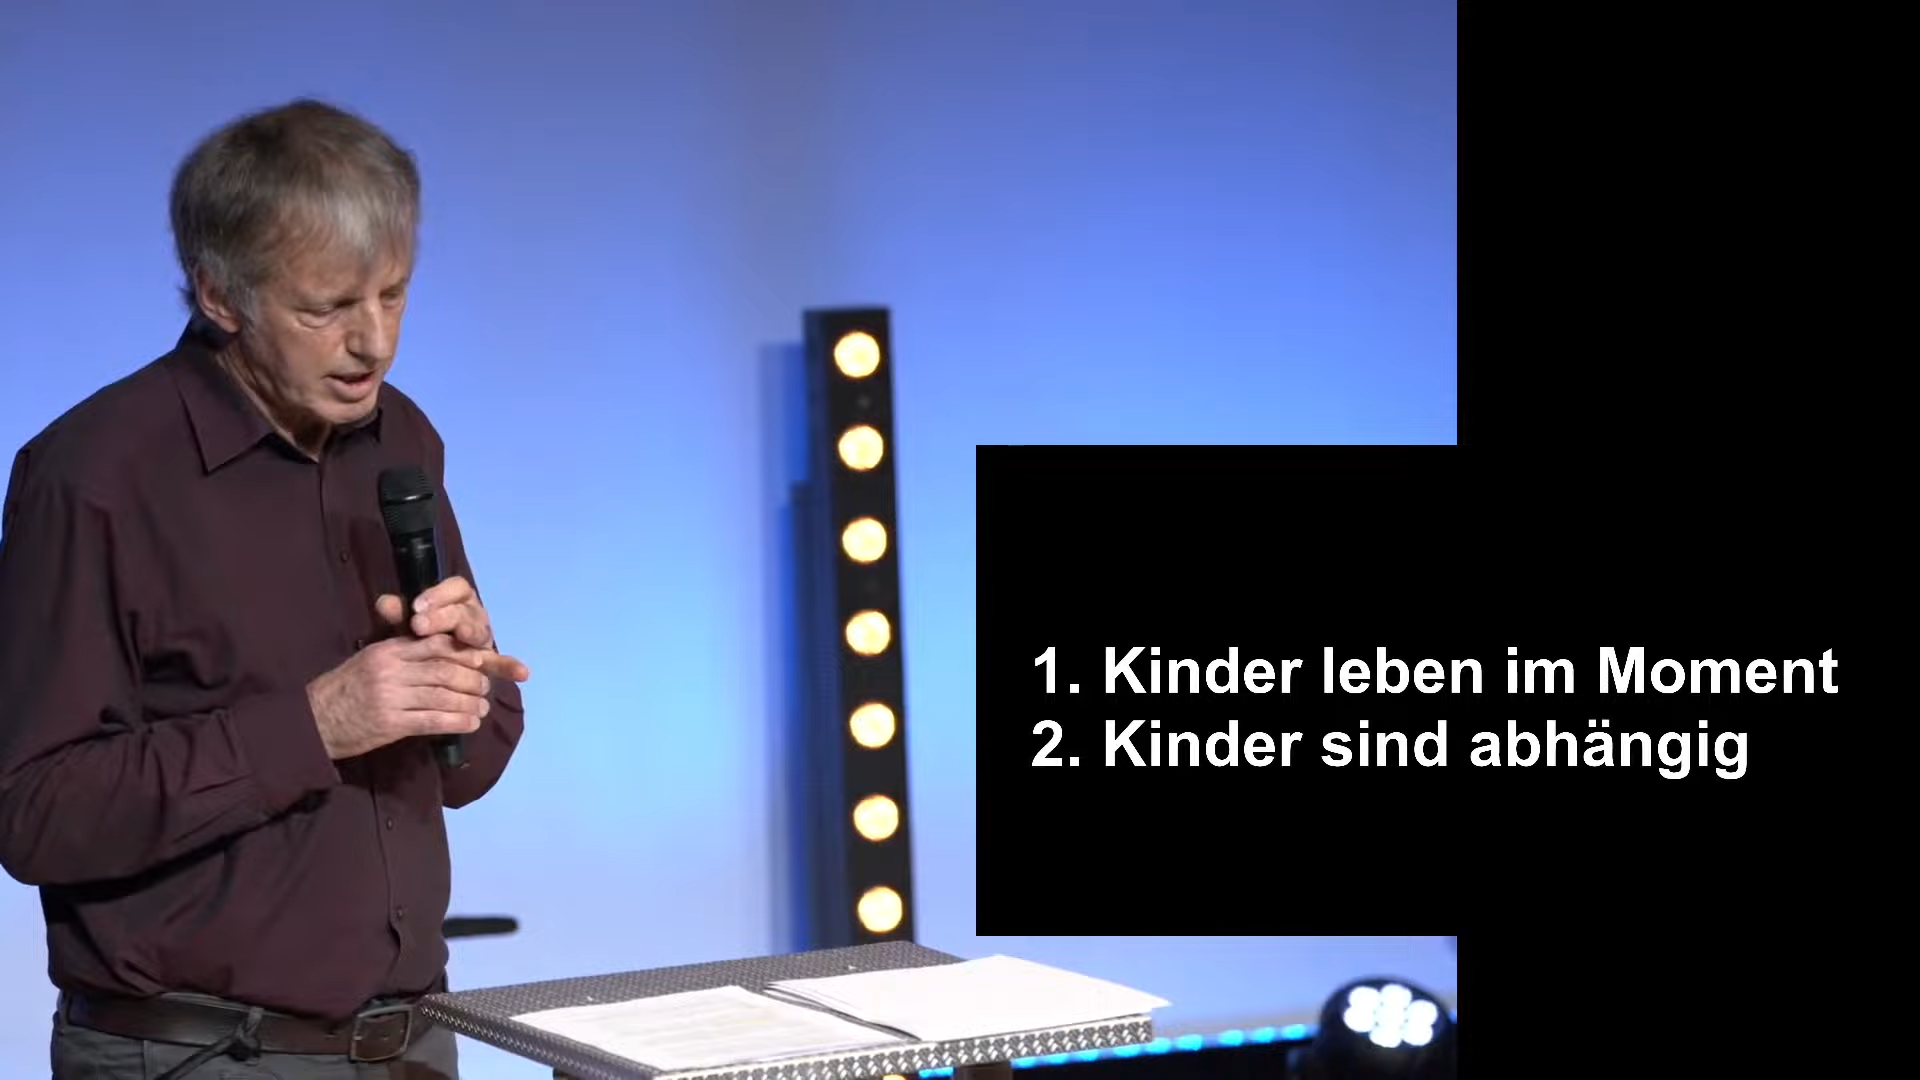 1. Kinder leben im Moment
2. Kinder sind abhängig